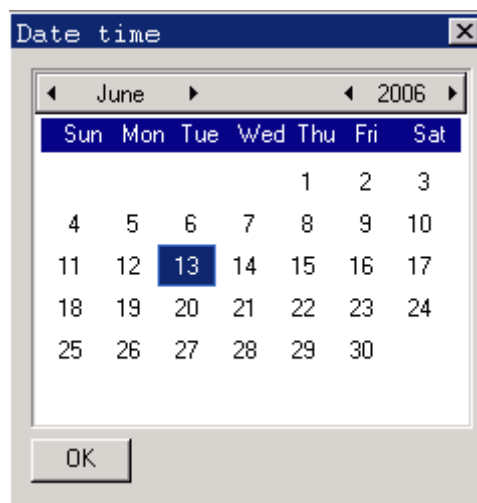 Date time
June 2006
Sun Mon Tue Wed Thu Fri Sat
1 2 3
4 5 6 7 8 9 10
11 12 13 14 15 16 17
18 19 20 21 22 23 24
25 26 27 28 29 30
OK